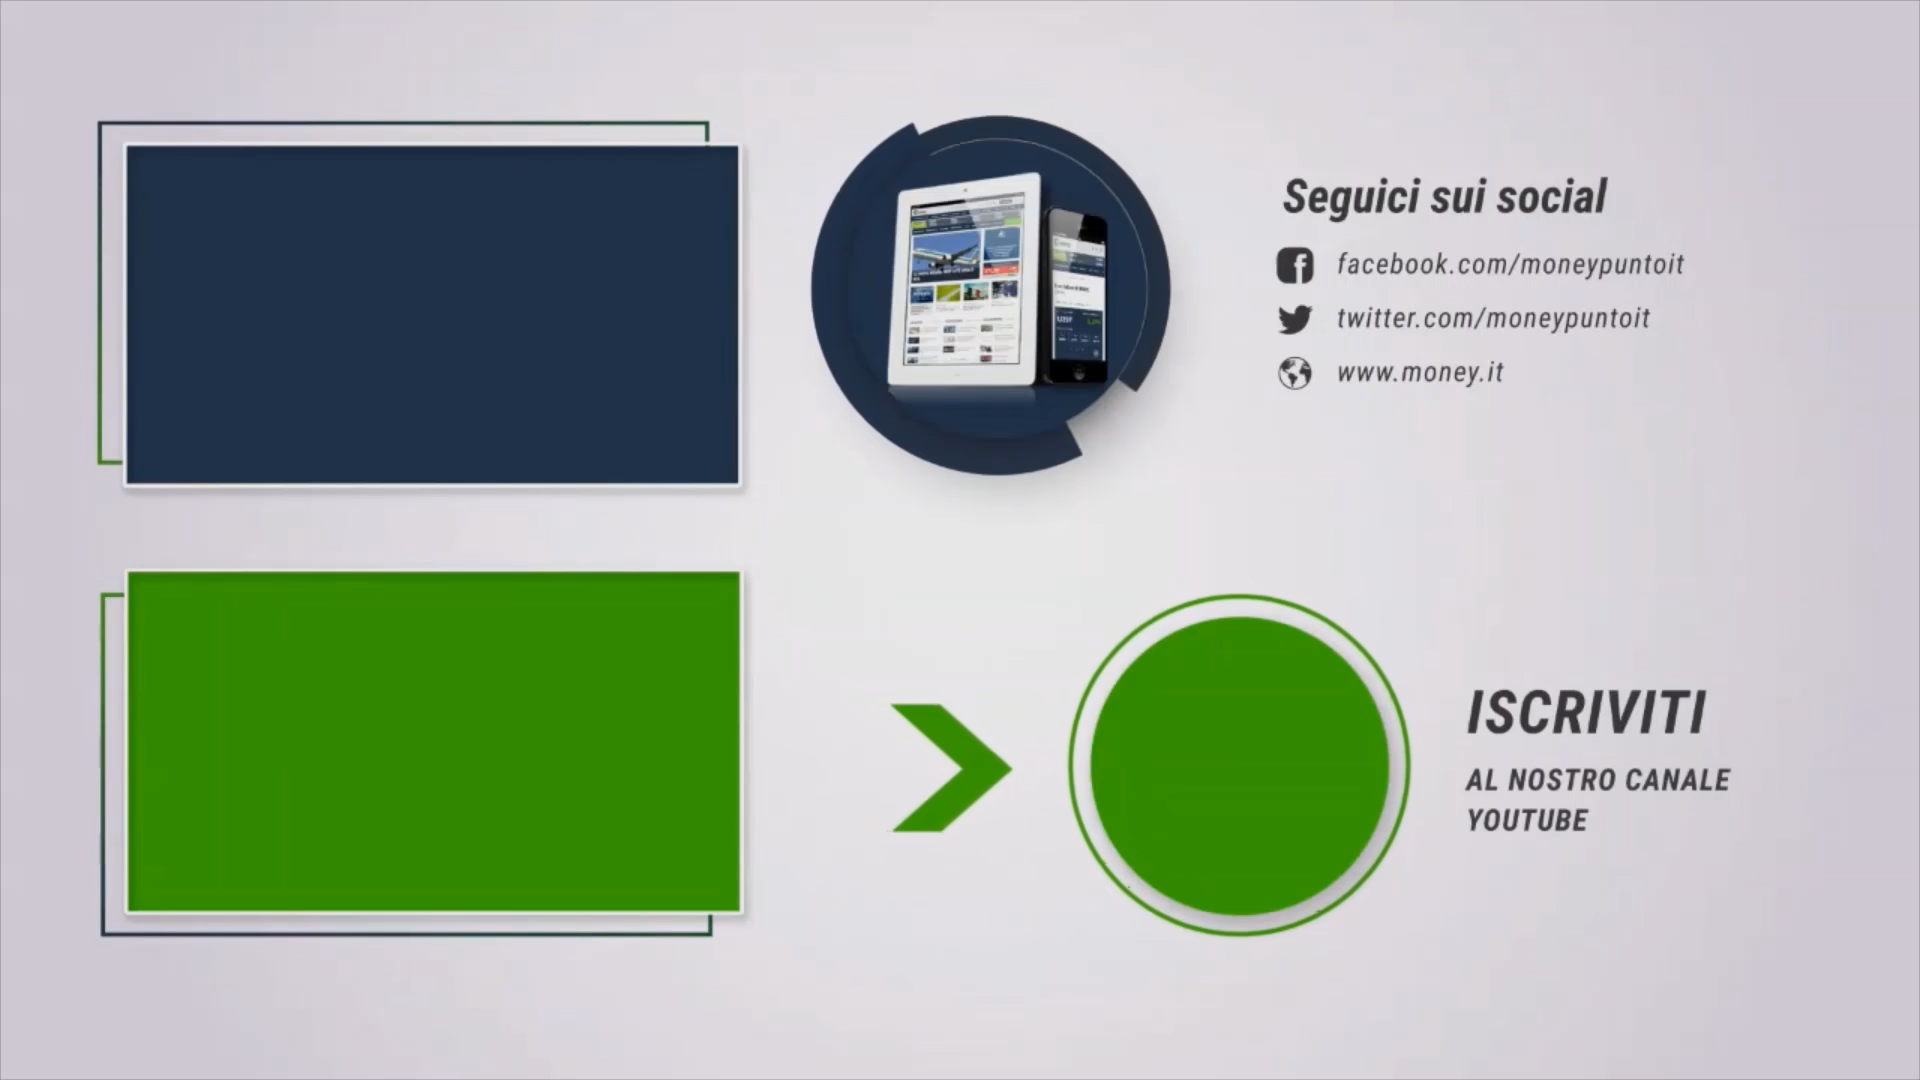 Seguici sui social
facebook.com/moneypuntoit
twitter.com/moneypuntoit
www.money.it
ISCRIVITI
AL NOSTRO CANALE
YOUTUBE